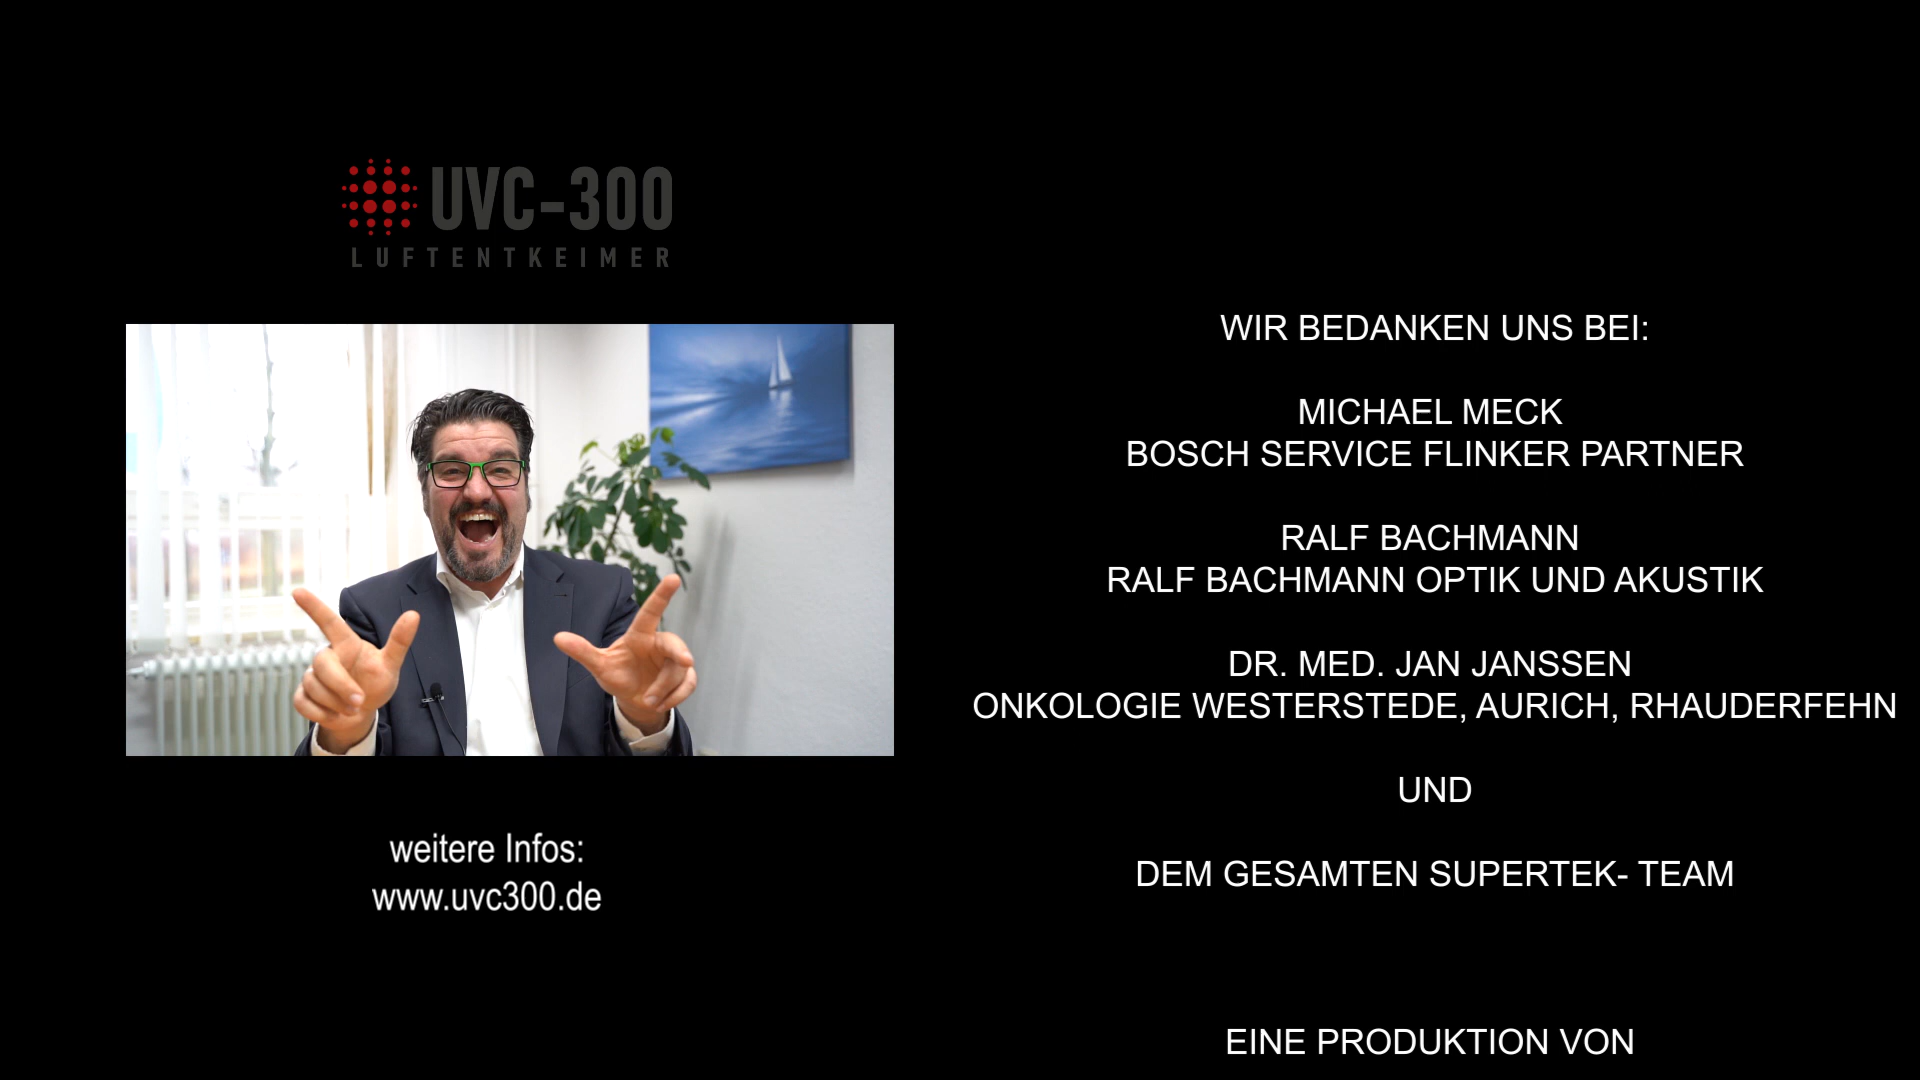 UVC-300
LUFTENTKEIMER
weitere Infos:
www.uvc300.de
WIR BEDANKEN UNS BEI:
MICHAEL MECK
BOSCH SERVICE FLINKER PARTNER
RALF BACHMANN
RALF BACHMANN OPTIK UND AKUSTIK
DR. MED. JAN JANSSEN
ONKOLOGIE WESTERSTEDE, AURICH, RHAUDERFEHN
UND
DEM GESAMTEN SUPERTEK- TEAM
EINE PRODUKTION VON